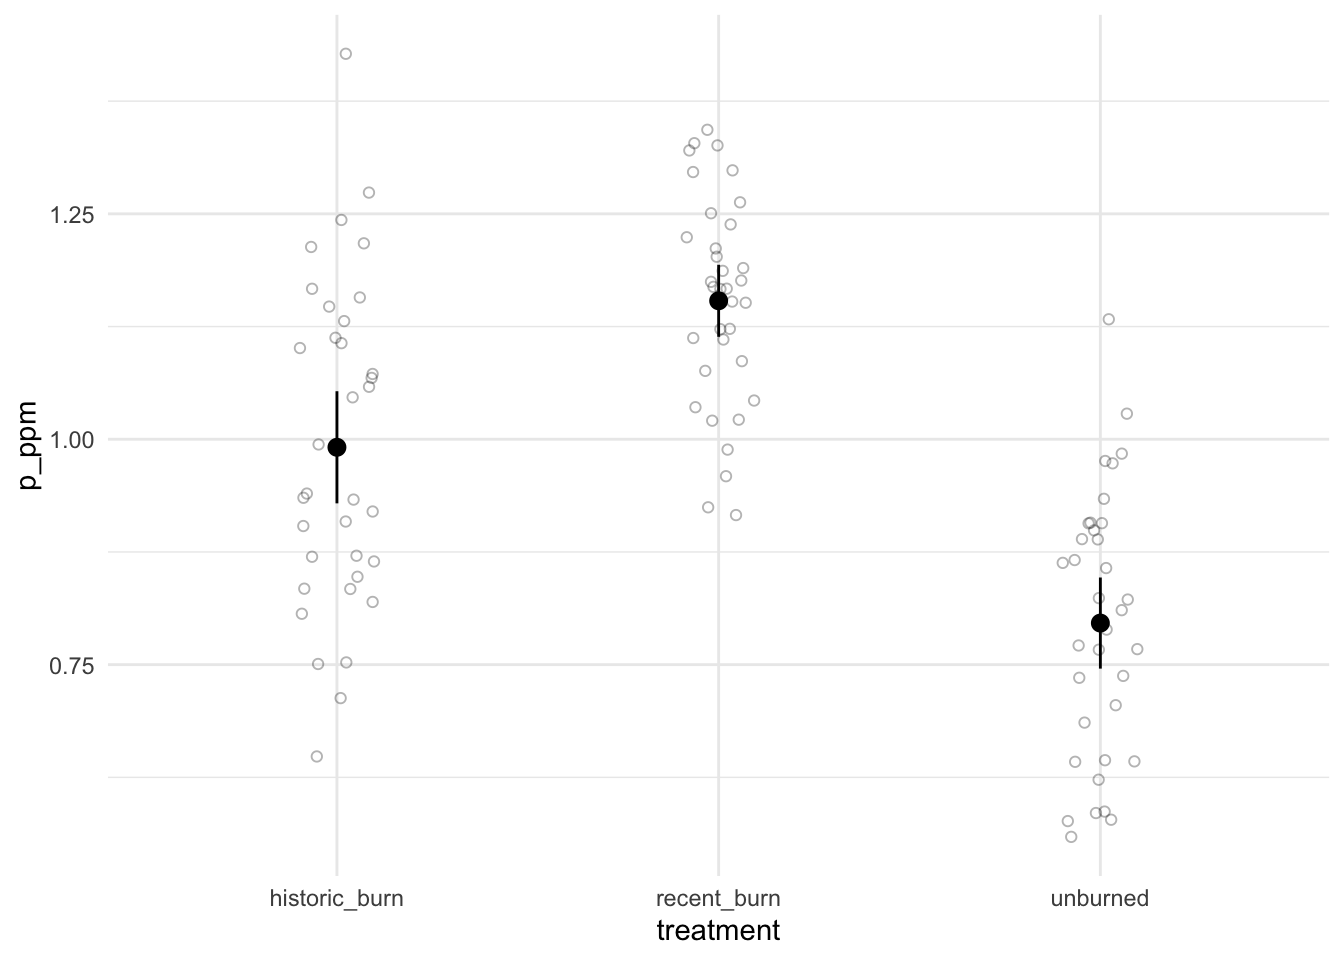 p_ppm
1.25
1.00
0.75
historic_burn
recent_burn
unburned
treatment